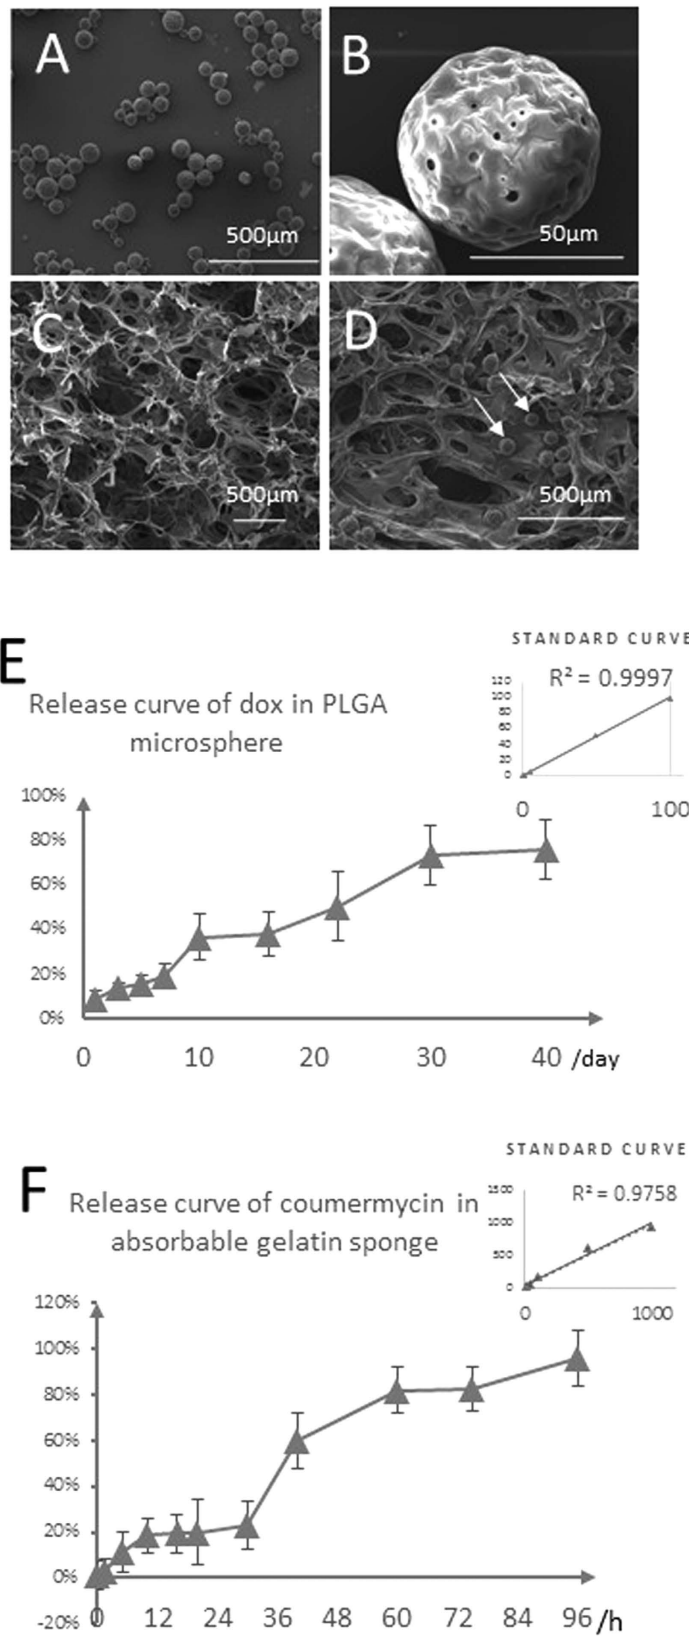 A
500μm
B
50μm
C
500μm
D
500μm
E
Release curve of dox in PLGA
microsphere
STANDARD CURVE
R² = 0.9997
120
100
80
60
40
20
0
0 100
100%
80%
60%
40%
20%
0%
0 10 20 30 40 /day
F
Release curve of coumermycin in
absorbable gelatin sponge
STANDARD CURVE
R² = 0.9758
1500
1000
500
0
0 1000
120%
100%
80%
60%
40%
20%
0%
-20%
0 12 24 36 48 60 72 84 96 /h